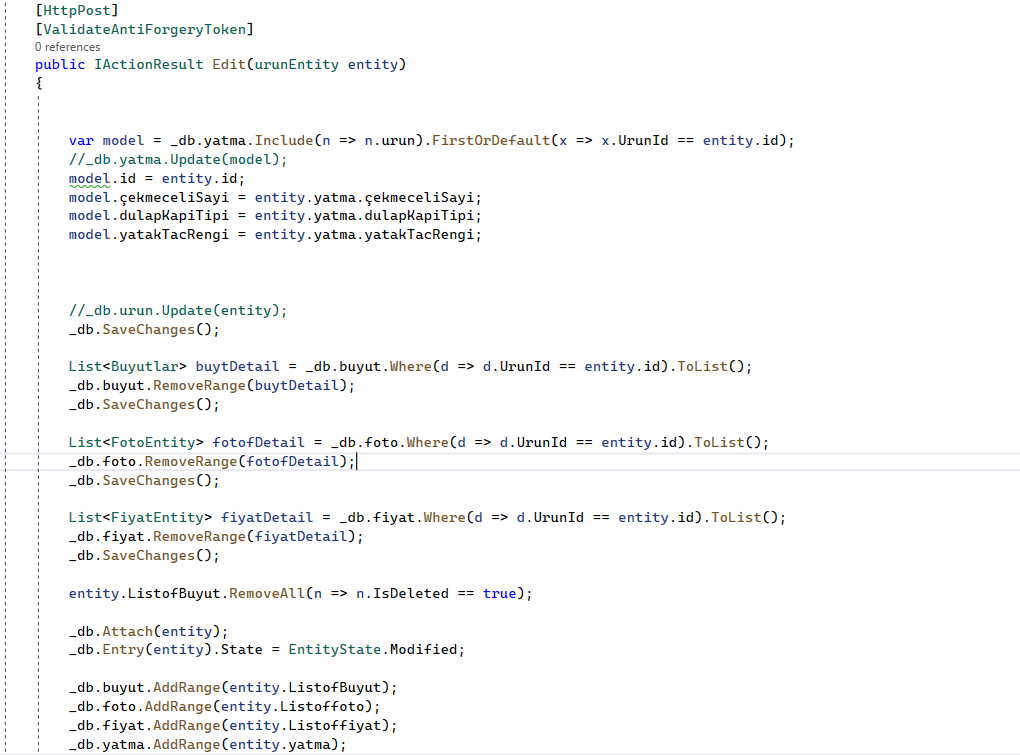 [HttpPost]
[ValidateAntiForgeryToken]
0 references
public IActionResult Edit(urunEntity entity)
{
var model = _db.yatma.Include(n => n.urun).FirstOrDefault(x => x.UrunId == entity.id);
//_db.yatma.Update(model);
model.id = entity.id;
model.çekmeceliSayi = entity.yatma.çekmeceliSayi;
model.dulapKapiTipi = entity.yatma.dulapKapiTipi;
model.yatakTacRengi = entity.yatma.yatakTacRengi;
//_db.urun.Update(entity);
_db.SaveChanges();
List<Buyutlar> buytDetail = _db.buyut.Where(d => d.UrunId == entity.id).ToList();
_db.buyut.RemoveRange(buytDetail);
_db.SaveChanges();
List<FotoEntity> fotofDetail = _db.foto.Where(d => d.UrunId == entity.id).ToList();
_db.foto.RemoveRange(fotofDetail);
_db.SaveChanges();
List<FiyatEntity> fiyatDetail = _db.fiyat.Where(d => d.UrunId == entity.id).ToList();
_db.fiyat.RemoveRange(fiyatDetail);
_db.SaveChanges();
entity.ListofBuyut.RemoveAll(n => n.IsDeleted == true);
_db.Attach(entity);
_db.Entry(entity).State = EntityState.Modified;
_db.buyut.AddRange(entity.ListofBuyut);
_db.foto.AddRange(entity.Listoffoto);
_db.fiyat.AddRange(entity.Listoffiyat);
_db.yatma.AddRange(entity.yatma);